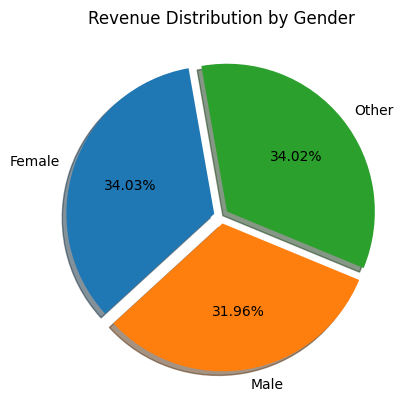 Revenue Distribution by Gender
Other
34.02%
Female
34.03%
31.96%
Male